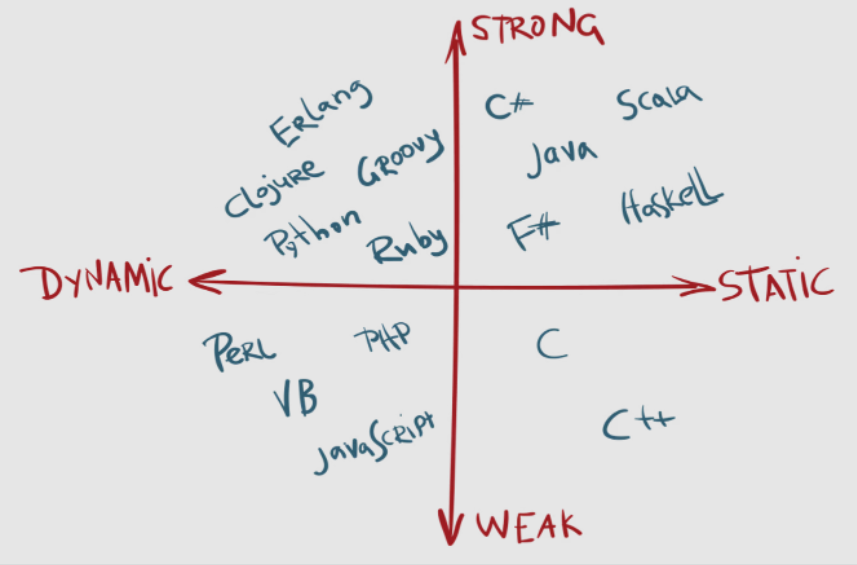 STRONG
Erlang
C#
Scala
Clojure
Groovy
Java
Python
Ruby
F#
Haskell
DYNAMIC
STATIC
Perl
PHP
C
VB
JavaScript
C++
WEAK